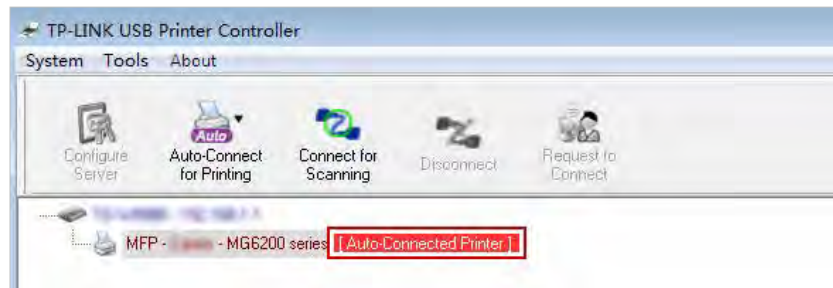 TP-LINK USB Printer Controller
System Tools About
Configure Server
Auto
Auto-Connect for Printing
Connect for Scanning
Disconnect
Request to Connect
MFP - - MG6200 series [Auto-Connected Printer]